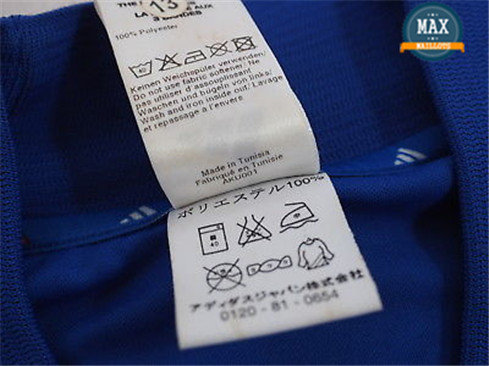 MAX
MAILLOTS
13
100% Polyester
Keinen Weichspüler verwenden/
Do not use fabric softener/ Ne
pas utiliser d'assouplissant
Waschen und bügeln von links/
Wash and iron inside out/ Lavage
et repassage à l'envers
Made in Tunisia
Fabriqué en Tunisie
AKU001
ポリエステル100%
40
アディダスジャパン株式会社
0120-81-0654